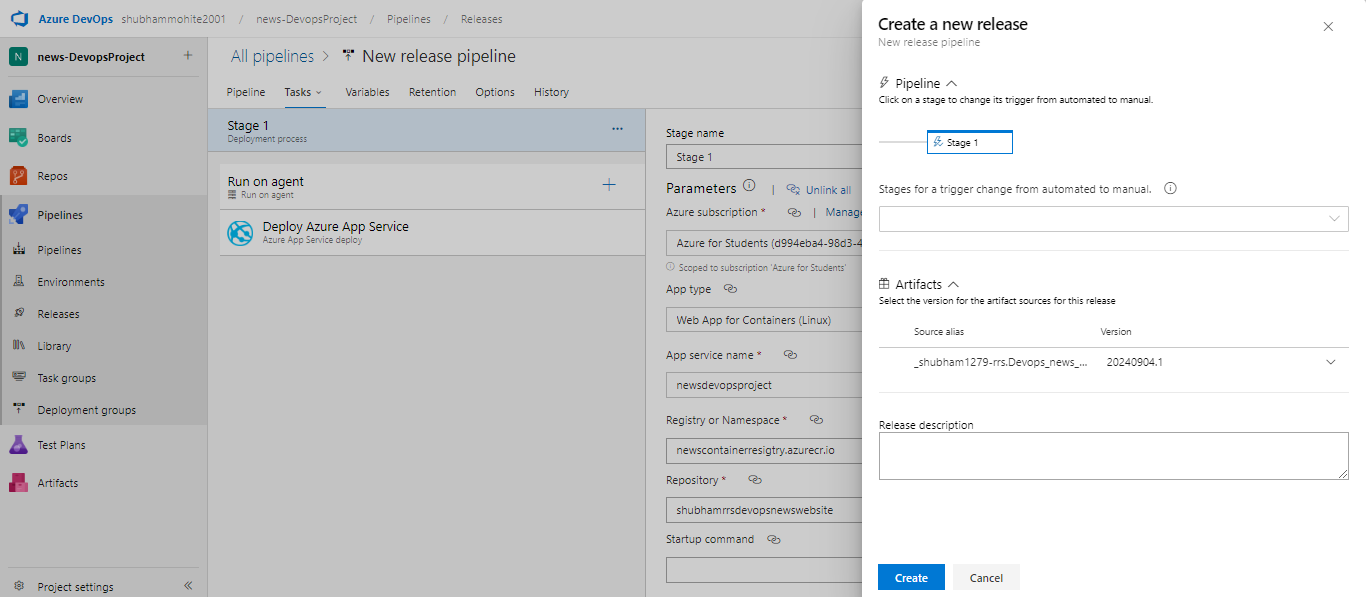 Azure DevOps shubhammohite2001 / news-DevopsProject / Pipelines / Releases
N news-DevopsProject +
Overview
Boards
Repos
Pipelines
Pipelines
Environments
Releases
Library
Task groups
Deployment groups
Test Plans
Artifacts
Project settings
All pipelines > New release pipeline
Pipeline Tasks Variables Retention Options History
Stage 1
Deployment process
Run on agent
Run on agent
Deploy Azure App Service
Azure App Service deploy
Stage name
Stage 1
Parameters | Unlink all
Azure subscription * | Manage
Azure for Students (d994eba4-98d3-4
Scoped to subscription 'Azure for Students'
App type
Web App for Containers (Linux)
App service name *
newsdevopsproject
Registry or Namespace *
newscontainerresigtry.azurecr.io
Repository *
shubhamrrsdevopsnewswebsite
Startup command
Create a new release
New release pipeline
Pipeline
Click on a stage to change its trigger from automated to manual.
Stage 1
Stages for a trigger change from automated to manual.
Artifacts
Select the version for the artifact sources for this release
Source alias Version
_shubham1279-rrs.Devops_news_... 20240904.1
Release description
Create Cancel